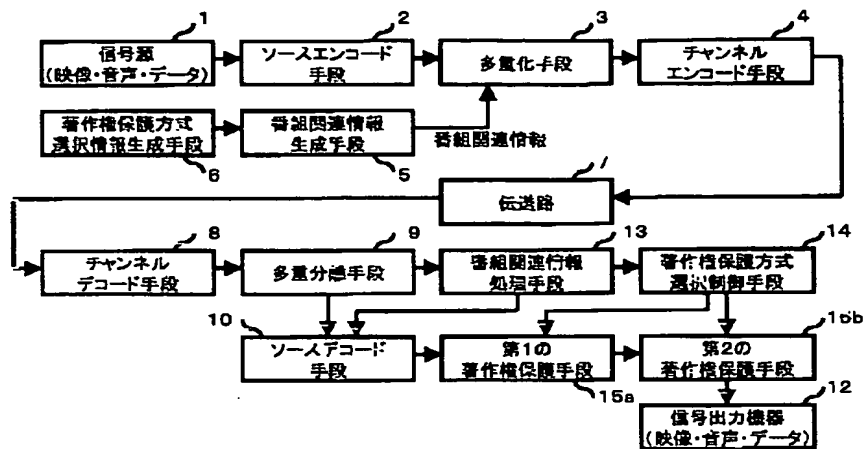 1
2
3
4
信号源
(映像・音声・データ)
ソースエンコード
手段
多重化手段
チャンネル
エンコード手段
著作権保護方式
選択情報生成手段
番組関連情報
生成手段
番組関連情報
6
5
7
伝送路
8
9
13
14
チャンネル
デコード手段
多重分離手段
番組関連情報
処理手段
著作権保護方式
選択制御手段
10
15b
ソースデコード
手段
第1の
著作権保護手段
第2の
著作権保護手段
15a
12
信号出力機器
(映像・音声・データ)